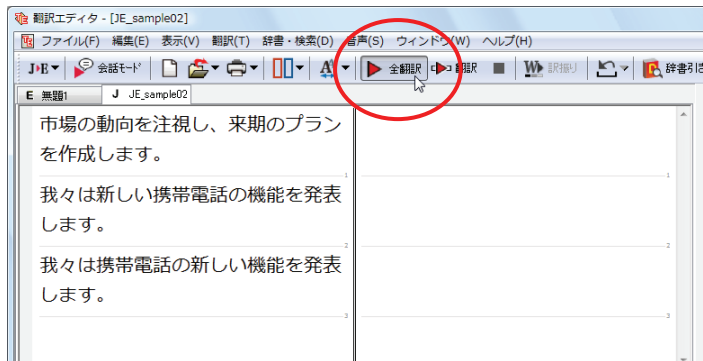 翻訳エディタ - [JE_sample02]
ファイル(F) 編集(E) 表示(V) 翻訳(T) 辞書・検索(D) 音声(S) ウィンドウ(W) ヘルプ(H)
J▶E 会話モード A 全翻訳 翻訳 W 訳振り 辞書引き
E 無題1 J JE_sample02
市場の動向を注視し、来期のプラン
を作成します。
1 1
我々は新しい携帯電話の機能を発表
します。
2 2
我々は携帯電話の新しい機能を発表
します。
3 3